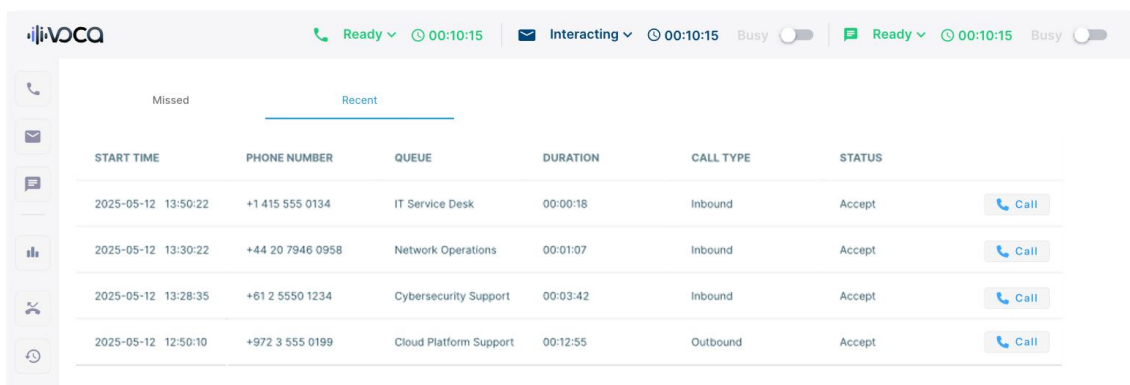 VOCA Ready 00:10:15 Interacting 00:10:15 Busy Ready 00:10:15 Busy
Missed Recent
START TIME PHONE NUMBER QUEUE DURATION CALL TYPE STATUS
2025-05-12 13:50:22 +1 415 555 0134 IT Service Desk 00:00:18 Inbound Accept Call
2025-05-12 13:30:22 +44 20 7946 0958 Network Operations 00:01:07 Inbound Accept Call
2025-05-12 13:28:35 +61 2 5550 1234 Cybersecurity Support 00:03:42 Inbound Accept Call
2025-05-12 12:50:10 +972 3 555 0199 Cloud Platform Support 00:12:55 Outbound Accept Call